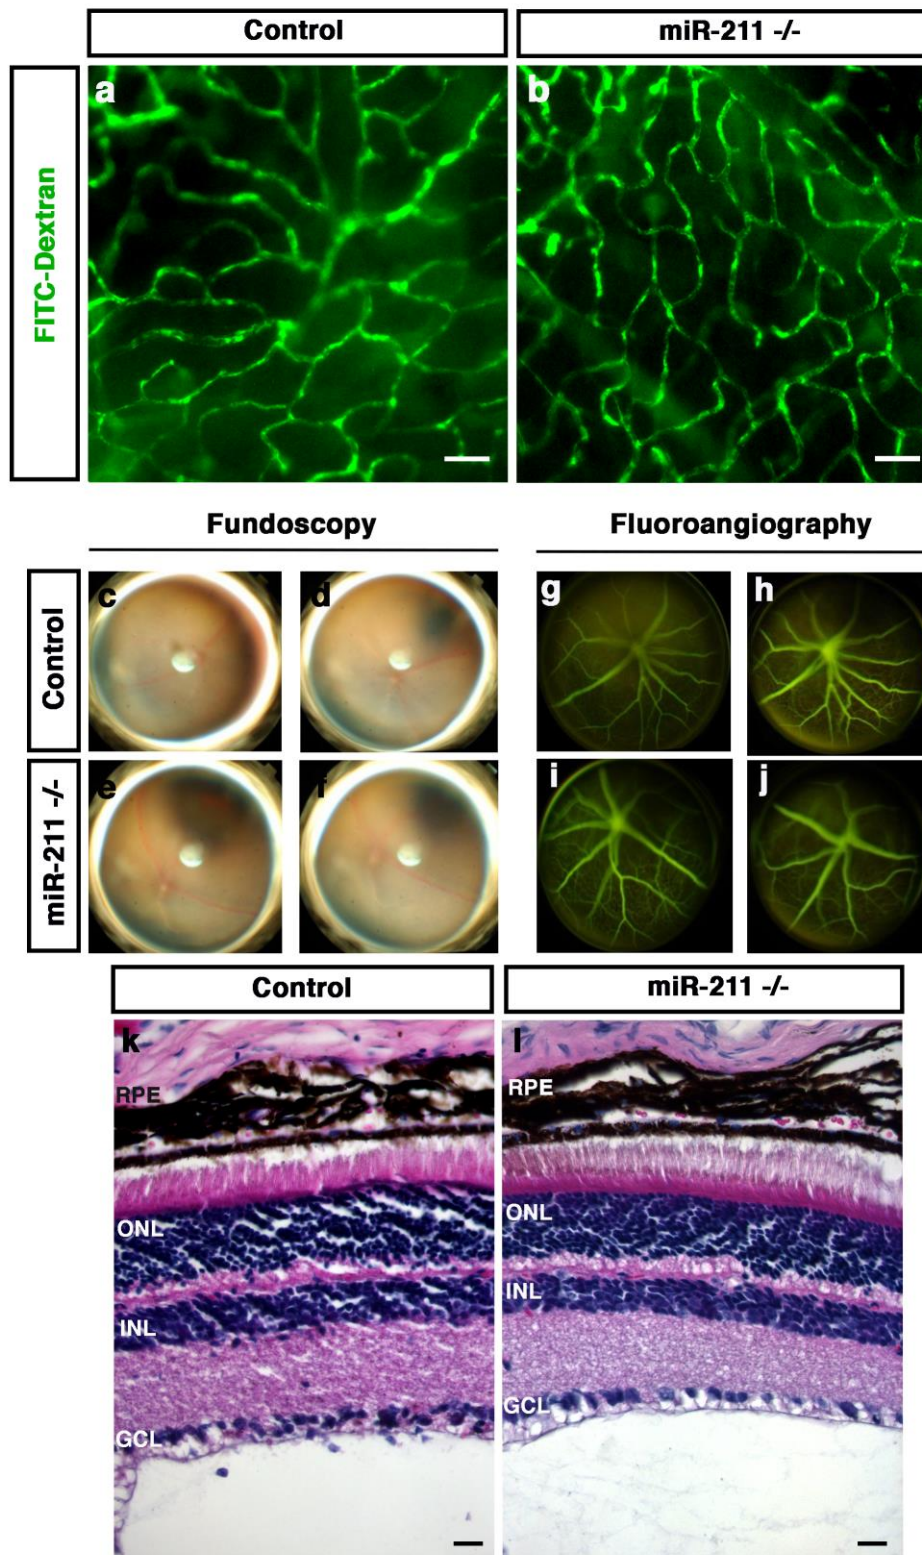 Control
miR-211 -/-
a
b
FITC-Dextran
Fundoscopy
Fluoroangiography
Control
c
d
g
h
miR-211 -/-
e
f
i
j
Control
miR-211 -/-
k
l
RPE
RPE
ONL
ONL
INL
INL
GCL
GCL